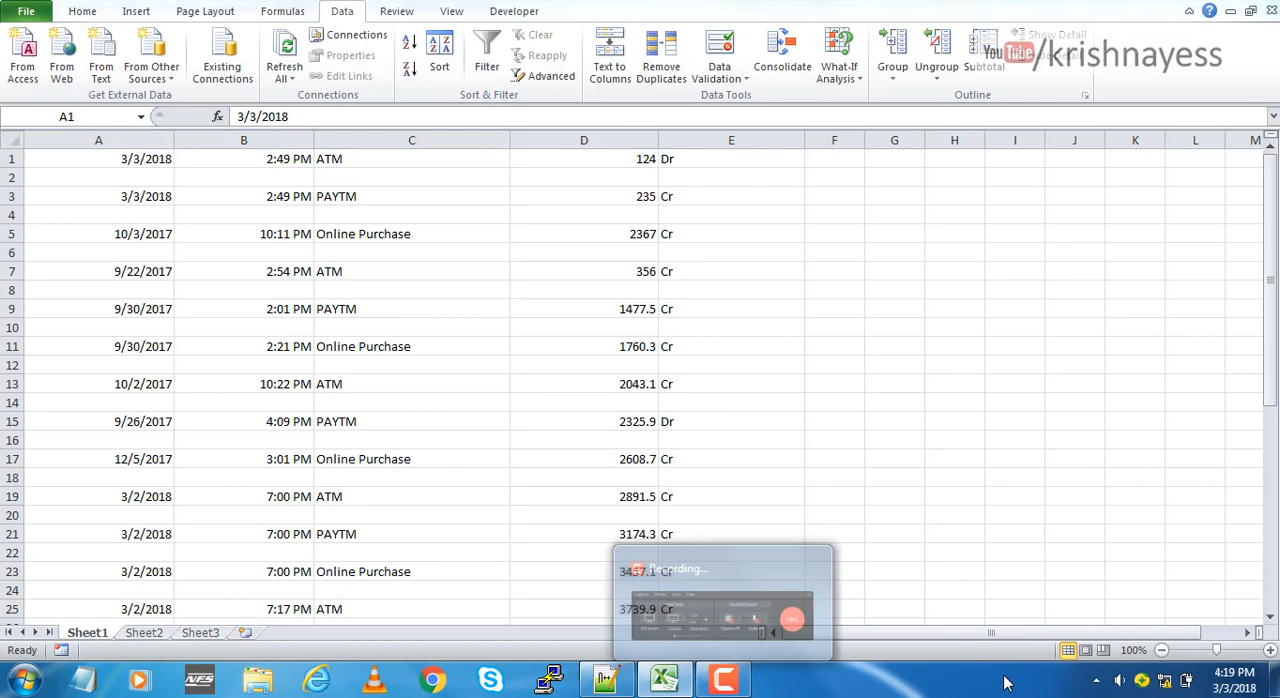 File Home Insert Page Layout Formulas Data Review View Developer
From Access From Web From Text From Other Sources Existing Connections Refresh All Connections Properties Edit Links Sort Filter Clear Reapply Advanced Text to Columns Remove Duplicates Data Validation Consolidate What-If Analysis Group Ungroup Subtotal Show Detail
YouTube/krishnayess
Get External Data Connections Sort & Filter Data Tools Outline
A1 fx 3/3/2018
A B C D E F G H I J K L M
1 3/3/2018 2:49 PM ATM 124 Dr
2
3 3/3/2018 2:49 PM PAYTM 235 Cr
4
5 10/3/2017 10:11 PM Online Purchase 2367 Cr
6
7 9/22/2017 2:54 PM ATM 356 Cr
8
9 9/30/2017 2:01 PM PAYTM 1477.5 Cr
10
11 9/30/2017 2:21 PM Online Purchase 1760.3 Cr
12
13 10/2/2017 10:22 PM ATM 2043.1 Cr
14
15 9/26/2017 4:09 PM PAYTM 2325.9 Dr
16
17 12/5/2017 3:01 PM Online Purchase 2608.7 Cr
18
19 3/2/2018 7:00 PM ATM 2891.5 Cr
20
21 3/2/2018 7:00 PM PAYTM 3174.3 Cr
22
23 3/2/2018 7:00 PM Online Purchase 3457.1 Cr
Recording...
24
25 3/2/2018 7:17 PM ATM 3739.9 Cr
rec
Sheet1 Sheet2 Sheet3
Ready 100%
NFS 4:19 PM
3/3/2018